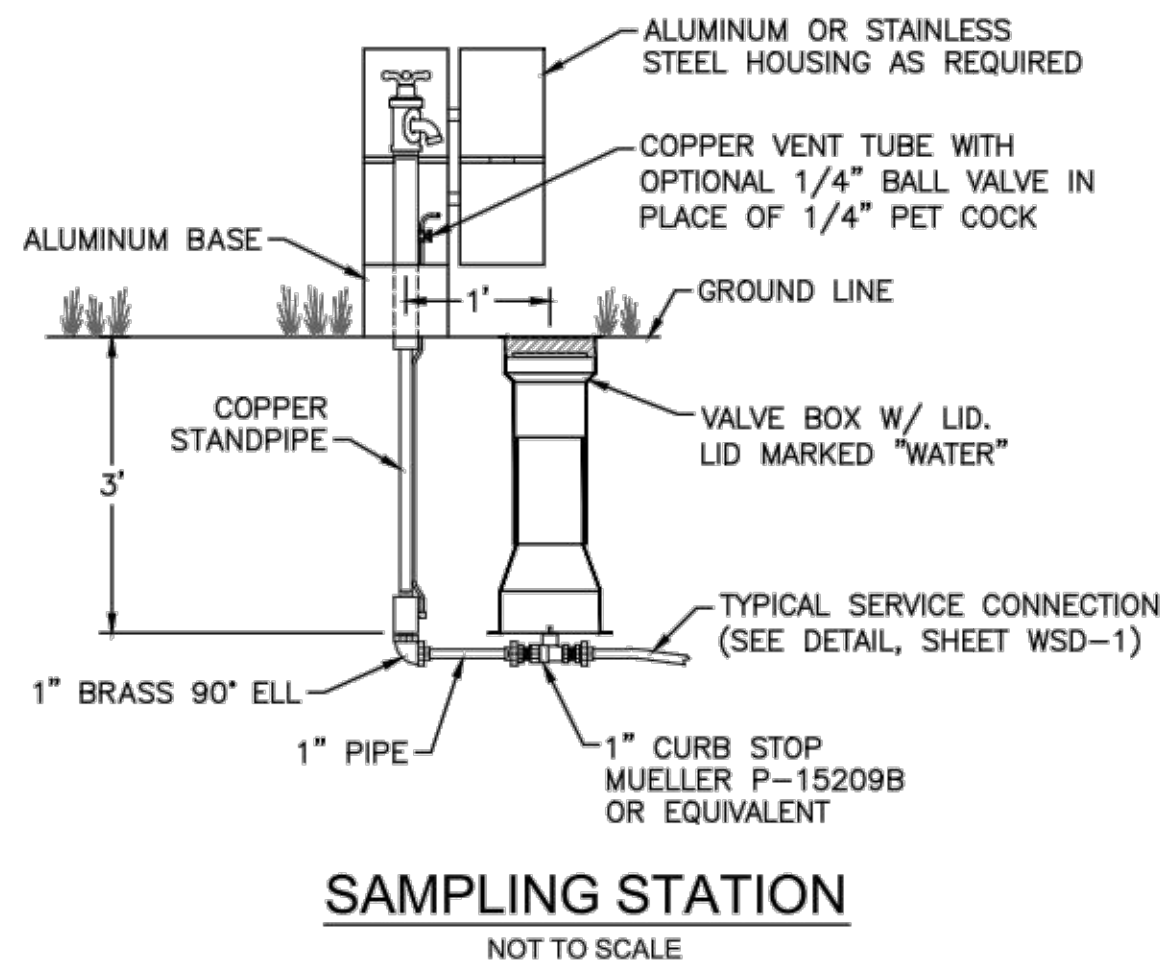 ALUMINUM OR STAINLESS
STEEL HOUSING AS REQUIRED
COPPER VENT TUBE WITH
OPTIONAL 1/4" BALL VALVE IN
PLACE OF 1/4" PET COCK
ALUMINUM BASE
1'
GROUND LINE
COPPER
STANDPIPE
VALVE BOX W/ LID.
LID MARKED "WATER"
3'
TYPICAL SERVICE CONNECTION
(SEE DETAIL, SHEET WSD-1)
1" BRASS 90° ELL
1" PIPE
1" CURB STOP
MUELLER P-15209B
OR EQUIVALENT
SAMPLING STATION
NOT TO SCALE